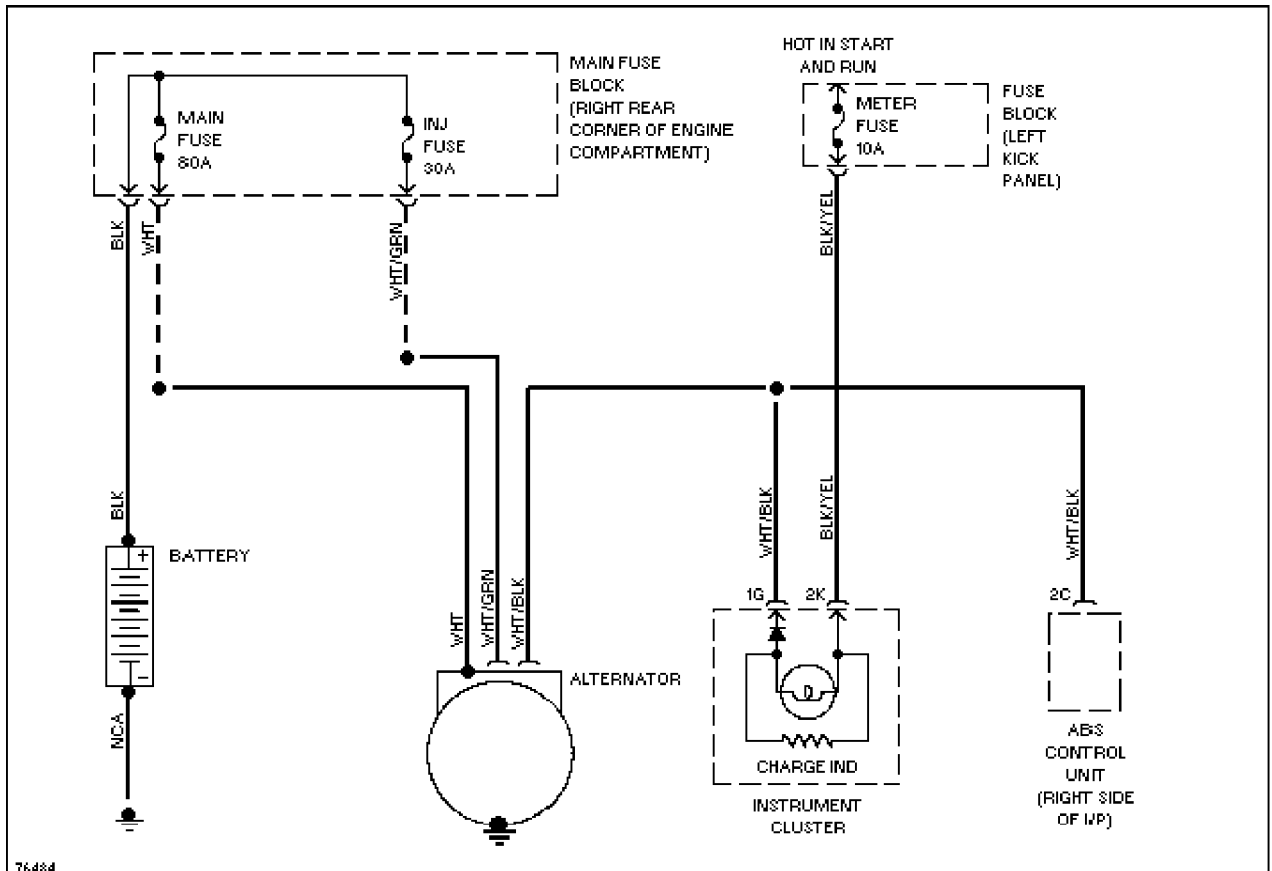 MAIN FUSE
BLOCK
(RIGHT REAR
CORNER OF ENGINE
COMPARTMENT)
MAIN
FUSE
80A
INJ
FUSE
30A
HOT IN START
AND RUN
METER
FUSE
10A
FUSE
BLOCK
(LEFT
KICK
PANEL)
BLK
WHT
WHT/GRN
BLK/YEL
BLK
BATTERY
+
-
NCA
WHT
WHT/GRN
WHT/BLK
ALTERNATOR
WHT/BLK
BLK/YEL
WHT/BLK
1G
2K
2C
CHARGE IND
INSTRUMENT
CLUSTER
ABS
CONTROL
UNIT
(RIGHT SIDE
OF I/P)
76484